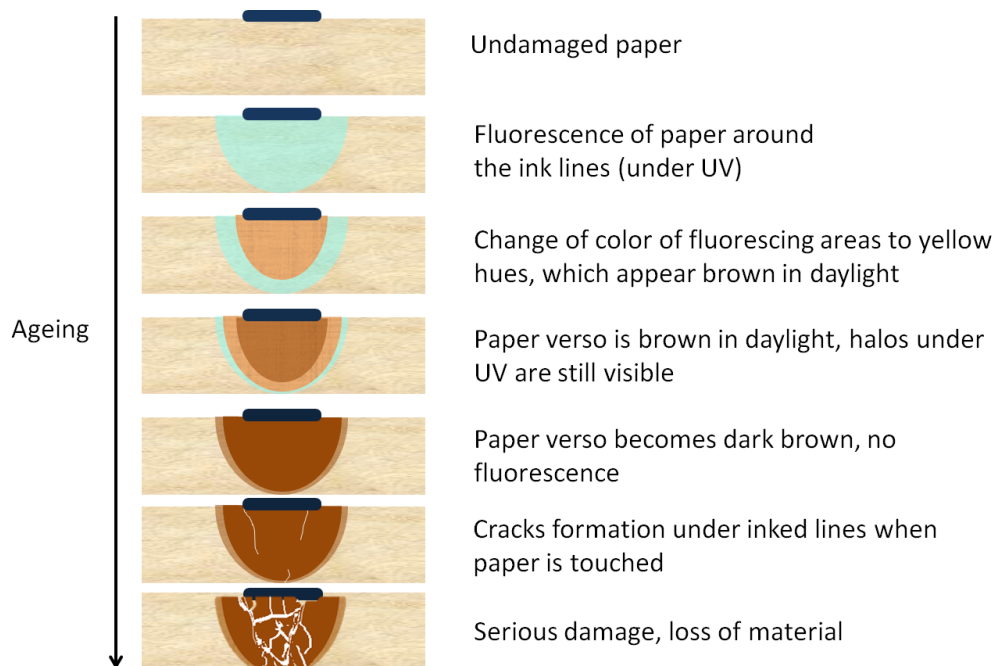 Undamaged paper
Fluorescence of paper around
the ink lines (under UV)
Change of color of fluorescing areas to yellow
hues, which appear brown in daylight
Ageing
Paper verso is brown in daylight, halos under
UV are still visible
Paper verso becomes dark brown, no
fluorescence
Cracks formation under inked lines when
paper is touched
Serious damage, loss of material